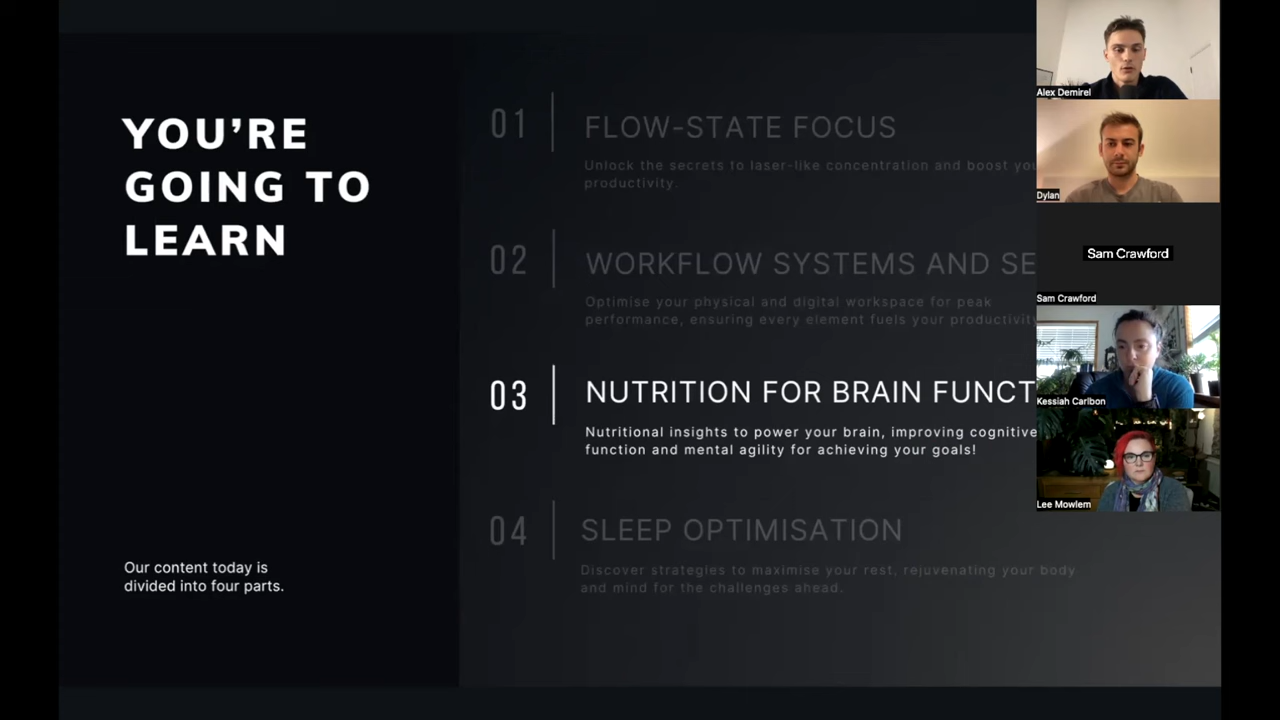 YOU'RE
GOING TO
LEARN
Our content today is
divided into four parts.
01
FLOW-STATE FOCUS
Unlock the secrets to laser-like concentration and boost
productivity.
02
WORKFLOW SYSTEMS AND
Optimise your physical and digital workspace for peak
performance, ensuring every element fuels your productivity
03
NUTRITION FOR BRAIN
Nutritional insights to power your brain, improving cognitive
function and mental agility for achieving your goals!
04
SLEEP OPTIMISATION
Discover strategies to maximise your rest, rejuvenating your body
and mind for the challenges ahead.
Alex Demirel
Dylan
Sam Crawford
Sam Crawford
Kessiah Carlbon
Lee Mowlem